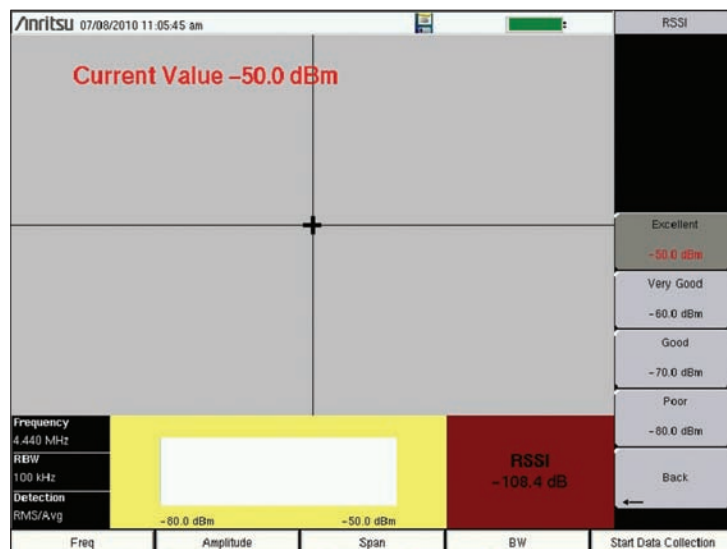 Anritsu 07/08/2010 11:05:45 am
RSSI
Current Value -50.0 dBm
Excellent
-50.0 dBm
Very Good
-60.0 dBm
Good
-70.0 dBm
Poor
-80.0 dBm
Back
Frequency
4.440 MHz
RBW
100 kHz
Detection
RMS/Avg
-80.0 dBm
-50.0 dBm
RSSI
-108.4 dB
Freq
Amplitude
Span
BW
Start Data Collection